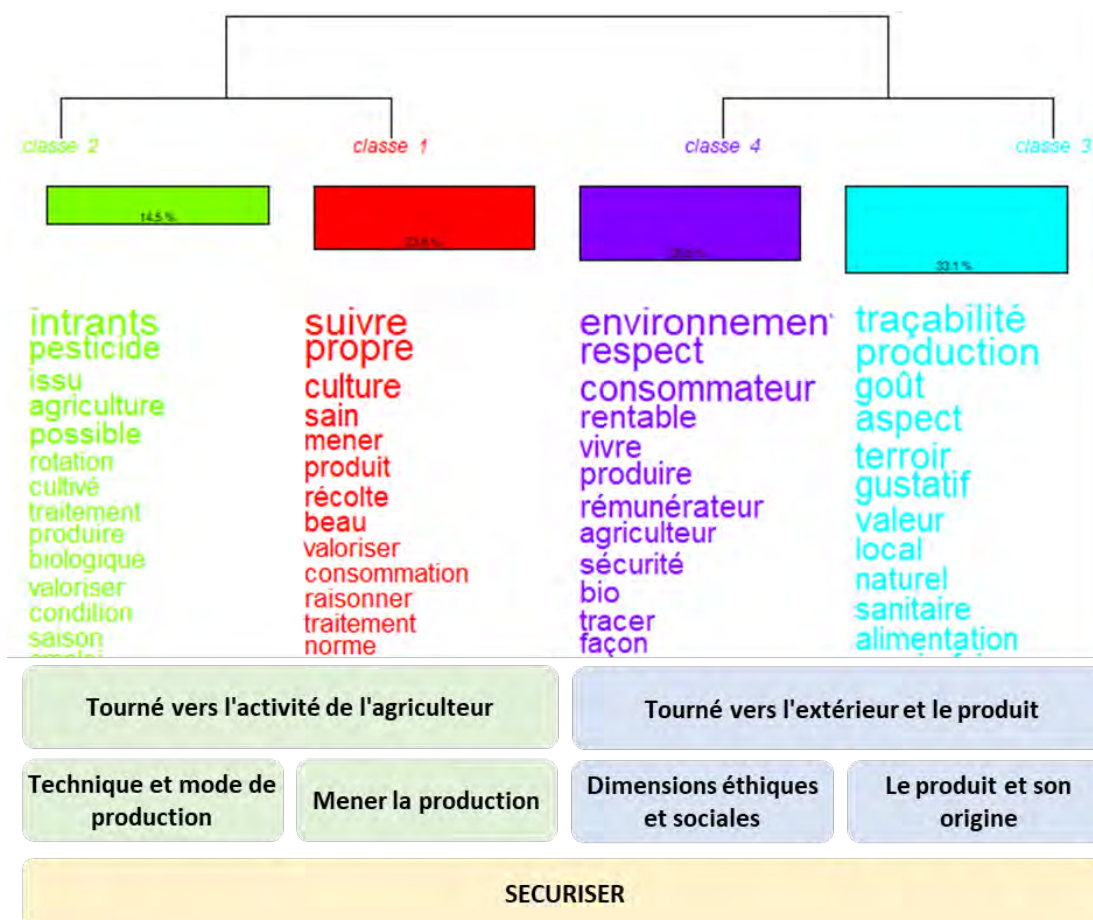 classe 2
classe 1
classe 4
classe 3
14.5 %
33.1 %
intrants
pesticide
issu
agriculture
possible
rotation
cultivé
traitement
produire
biologique
valoriser
condition
saison
suivre
propre
culture
sain
mener
produit
récolte
beau
valoriser
consommation
raisonner
traitement
norme
environnemen
respect
consommateur
rentable
vivre
produire
rémunérateur
agriculteur
sécurité
bio
tracer
façon
traçabilité
production
goût
aspect
terroir
gustatif
valeur
local
naturel
sanitaire
alimentation
Tourné vers l'activité de l'agriculteur
Tourné vers l'extérieur et le produit
Technique et mode de
production
Mener la production
Dimensions éthiques
et sociales
Le produit et son
origine
SECURISER